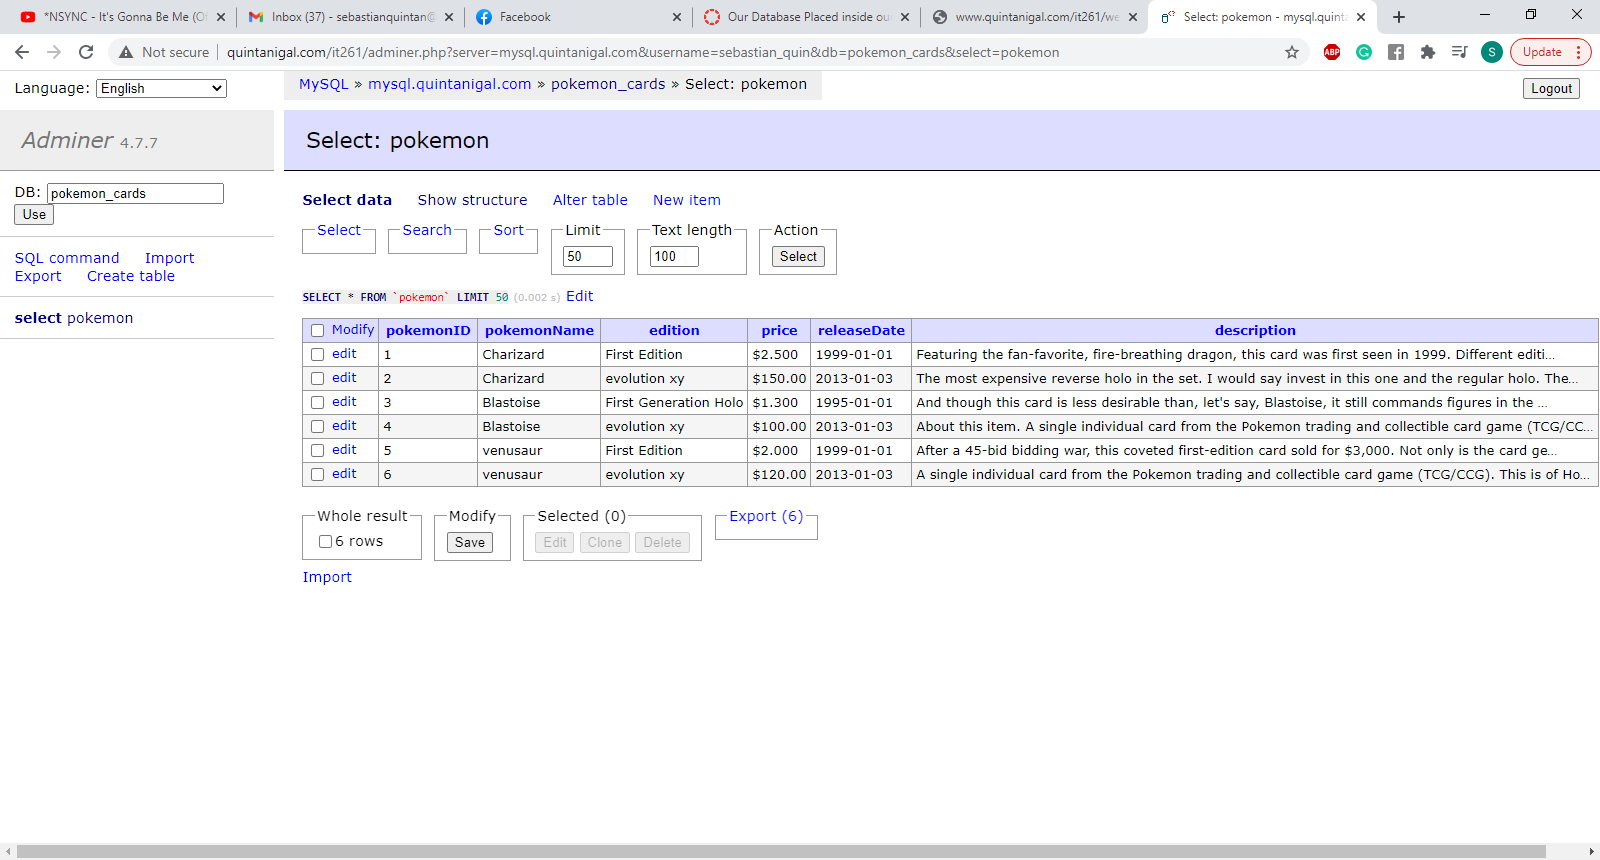 *NSYNC - It's Gonna Be Me (Of
Inbox (37) - sebastianquintan@
Facebook
Our Database Placed inside ou
www.quintanigal.com/it261/we
Select: pokemon - mysql.quinta
Not secure
quintanigal.com/it261/adminer.php?server=mysql.quintanigal.com&username=sebastian_quin&db=pokemon_cards&select=pokemon
ABP
S
Update
Language: English
MySQL » mysql.quintanigal.com » pokemon_cards » Select: pokemon
Logout
Adminer 4.7.7
Select: pokemon
DB: pokemon_cards
Use
SQL command Import
Export Create table
select pokemon
Select data Show structure Alter table New item
Select Search Sort Limit Text length Action
50 100 Select
SELECT * FROM `pokemon` LIMIT 50 (0.002 s) Edit
Modify pokemonID pokemonName edition price releaseDate description
edit 1 Charizard First Edition $2.500 1999-01-01 Featuring the fan-favorite, fire-breathing dragon, this card was first seen in 1999. Different editi...
edit 2 Charizard evolution xy $150.00 2013-01-03 The most expensive reverse holo in the set. I would say invest in this one and the regular holo. The...
edit 3 Blastoise First Generation Holo $1.300 1995-01-01 And though this card is less desirable than, let's say, Blastoise, it still commands figures in the ...
edit 4 Blastoise evolution xy $100.00 2013-01-03 About this item. A single individual card from the Pokemon trading and collectible card game (TCG/CC...
edit 5 venusaur First Edition $2.000 1999-01-01 After a 45-bid bidding war, this coveted first-edition card sold for $3,000. Not only is the card ge...
edit 6 venusaur evolution xy $120.00 2013-01-03 A single individual card from the Pokemon trading and collectible card game (TCG/CCG). This is of Ho...
Whole result Modify Selected (0) Export (6)
6 rows Save Edit Clone Delete
Import